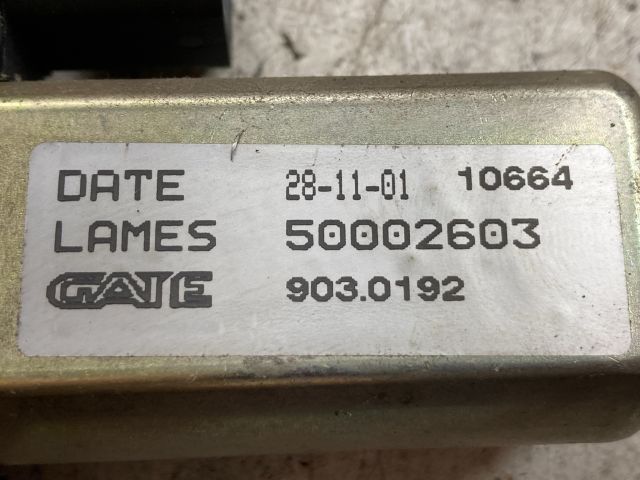 DATE 28-11-01 10664
LAMES 50002603
GATE 903.0192